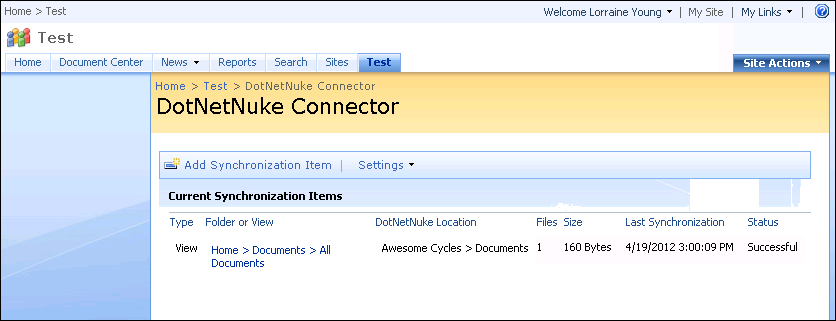 Home > Test Welcome Lorraine Young | My Site | My Links
Test
Home Document Center News Reports Search Sites Test Site Actions
Home > Test > DotNetNuke Connector
DotNetNuke Connector
Add Synchronization Item | Settings
Current Synchronization Items
Type Folder or View DotNetNuke Location Files Size Last Synchronization Status
View Home > Documents > All Awesome Cycles > Documents 1 160 Bytes 4/19/2012 3:00:09 PM Successful
Documents